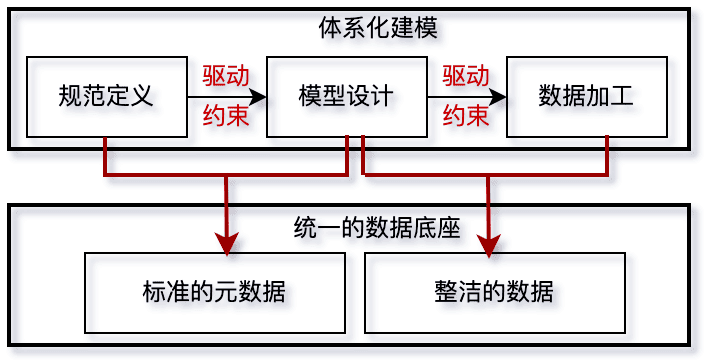 体系化建模
规范定义
驱动
约束
模型设计
驱动
约束
数据加工
统一的数据底座
标准的元数据
整洁的数据